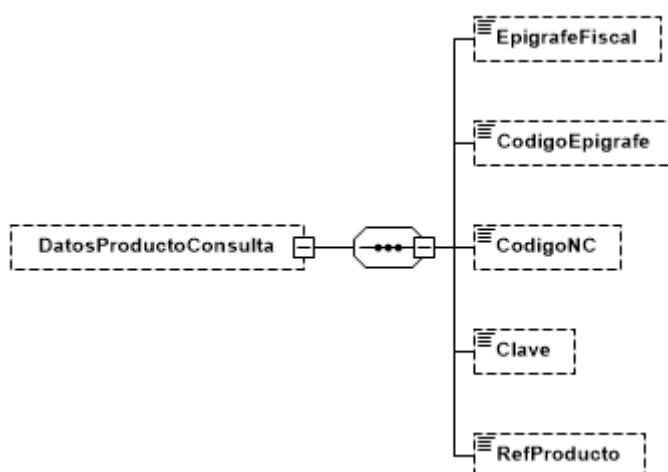 EpigrafeFiscal
CodigoEpigrafe
DatosProductoConsulta
CodigoNC
Clave
RefProducto